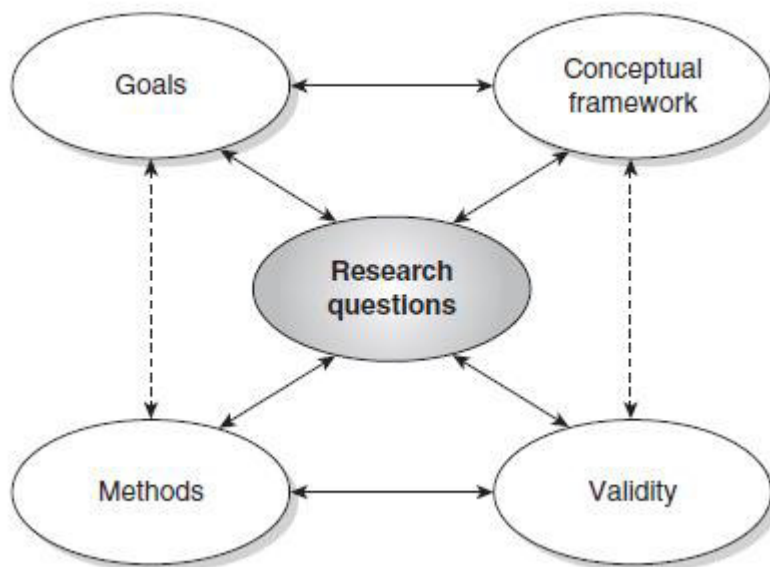 Goals
Conceptual
framework
Research
questions
Methods
Validity